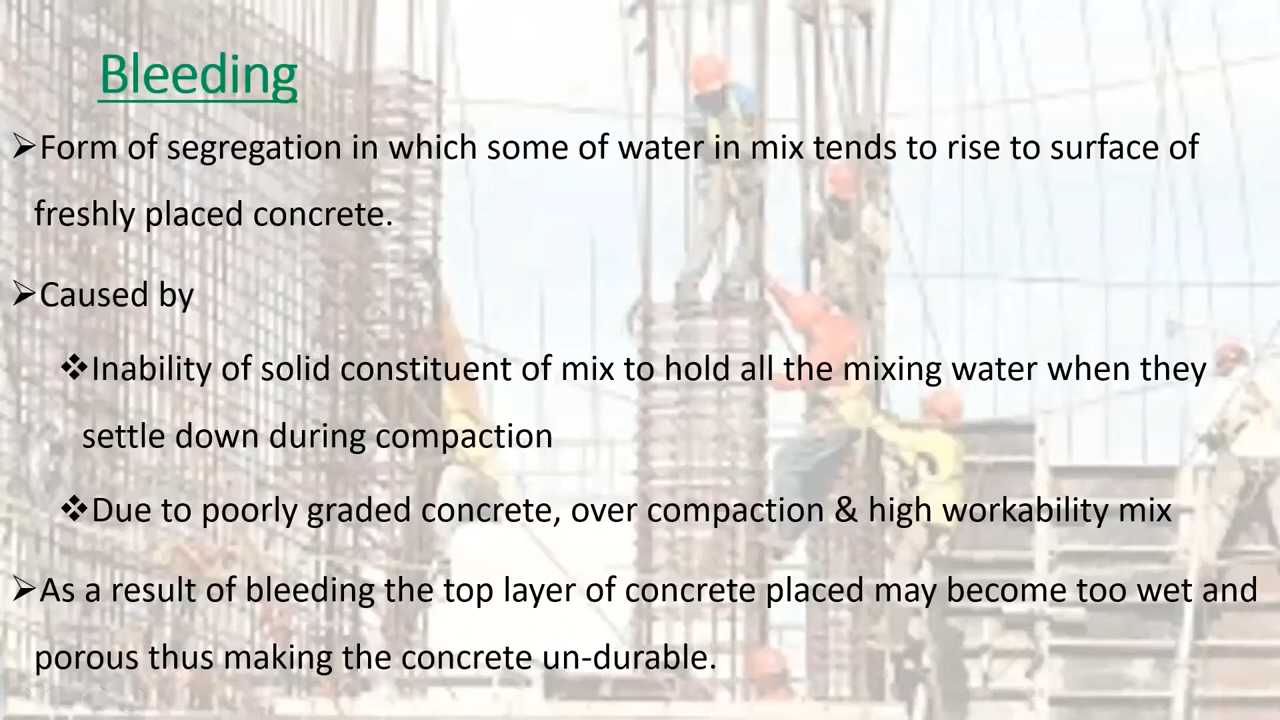 Bleeding
➢Form of segregation in which some of water in mix tends to rise to surface of
freshly placed concrete.
➢Caused by
❖Inability of solid constituent of mix to hold all the mixing water when they
settle down during compaction
❖Due to poorly graded concrete, over compaction & high workability mix
➢As a result of bleeding the top layer of concrete placed may become too wet and
porous thus making the concrete un-durable.